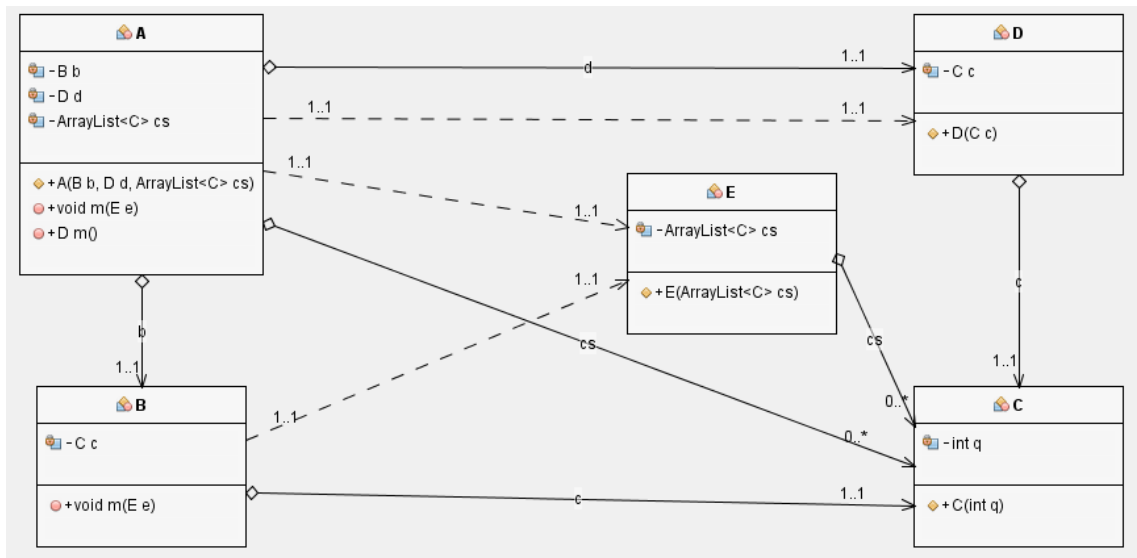 A
-B b
-D d
-ArrayList<C> cs
+A(B b, D d, ArrayList<C> cs)
+void m(E e)
+D m()
D
-C c
+D(C c)
d
1..1
1..1
1..1
1..1
1..1
E
-ArrayList<C> cs
+E(ArrayList<C> cs)
1..1
1..1
b
1..1
cs
0..*
cs
0..*
c
1..1
B
-C c
+void m(E e)
c
1..1
C
-int q
+C(int q)